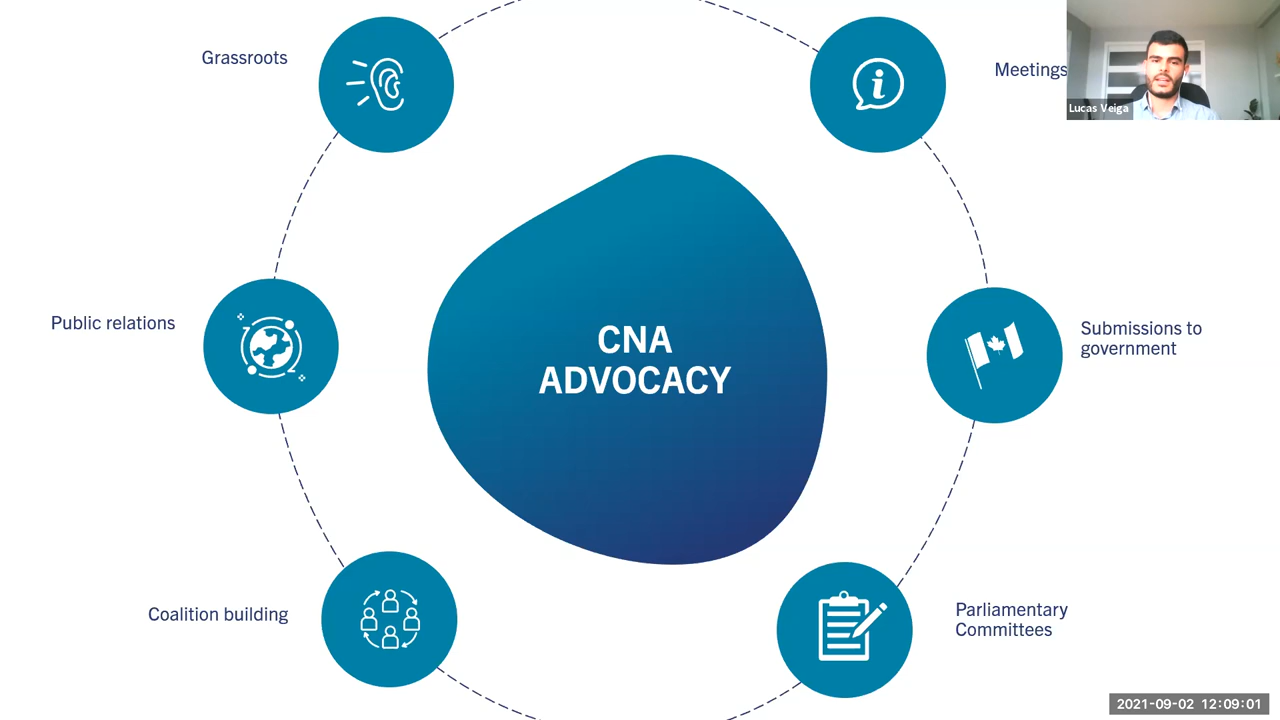 Grassroots
Meetings
Lucas Veiga
Public relations
CNA
ADVOCACY
Submissions to
government
Coalition building
Parliamentary
Committees
2021-09-02 12:09:01